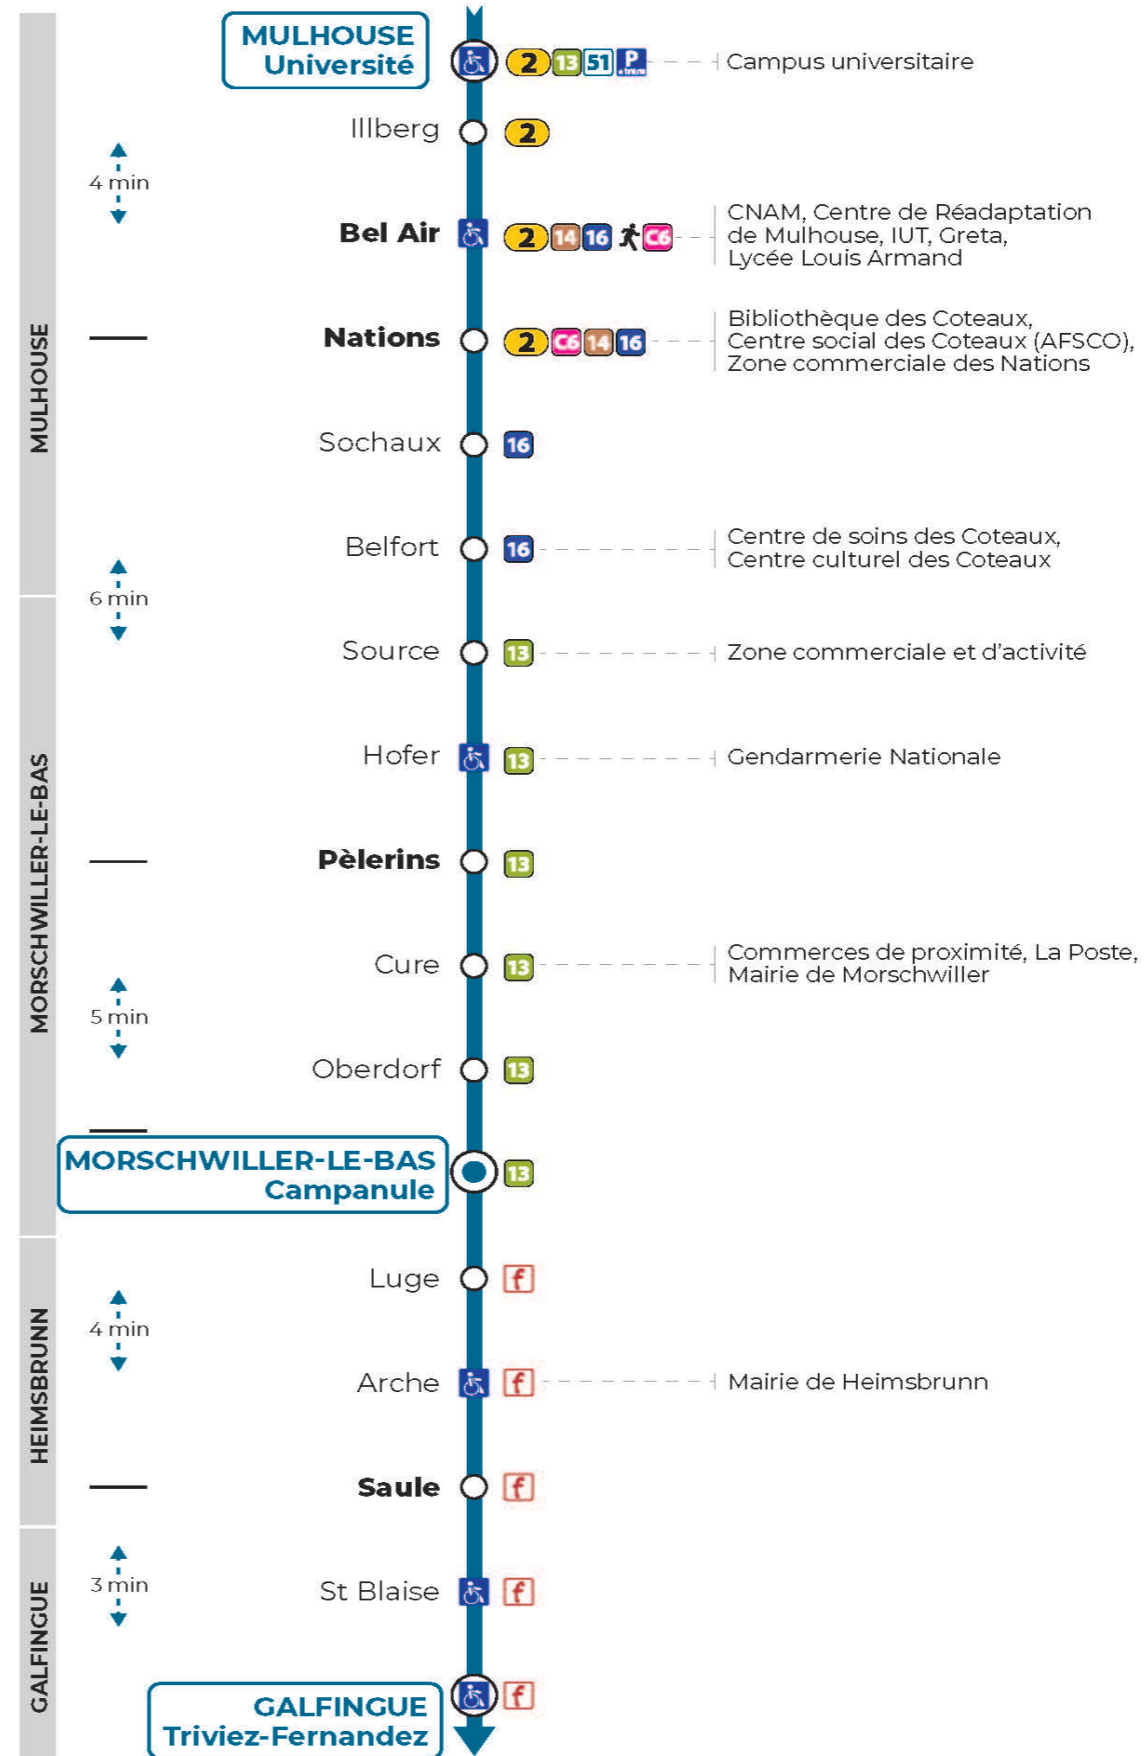 MULHOUSE
Université
2 13 51 P
Campus universitaire
Illberg
2
4 min
Bel Air
2 14 16 C6
CNAM, Centre de Réadaptation
de Mulhouse, IUT, Greta,
Lycée Louis Armand
MULHOUSE
Nations
2 C6 14 16
Bibliothèque des Coteaux,
Centre social des Coteaux (AFSCO),
Zone commerciale des Nations
Sochaux
16
Belfort
16
Centre de soins des Coteaux,
Centre culturel des Coteaux
6 min
Source
13
Zone commerciale et d'activité
MORSCHWILLER-LE-BAS
Hofer
13
Gendarmerie Nationale
Pèlerins
13
Cure
13
Commerces de proximité, La Poste,
Mairie de Morschwiller
5 min
Oberdorf
13
MORSCHWILLER-LE-BAS
Campanule
13
HEIMSBRUNN
Luge
f
4 min
Arche
f
Mairie de Heimsbrunn
Saule
f
GALFINGUE
3 min
St Blaise
f
GALFINGUE
Triviez-Fernandez
f